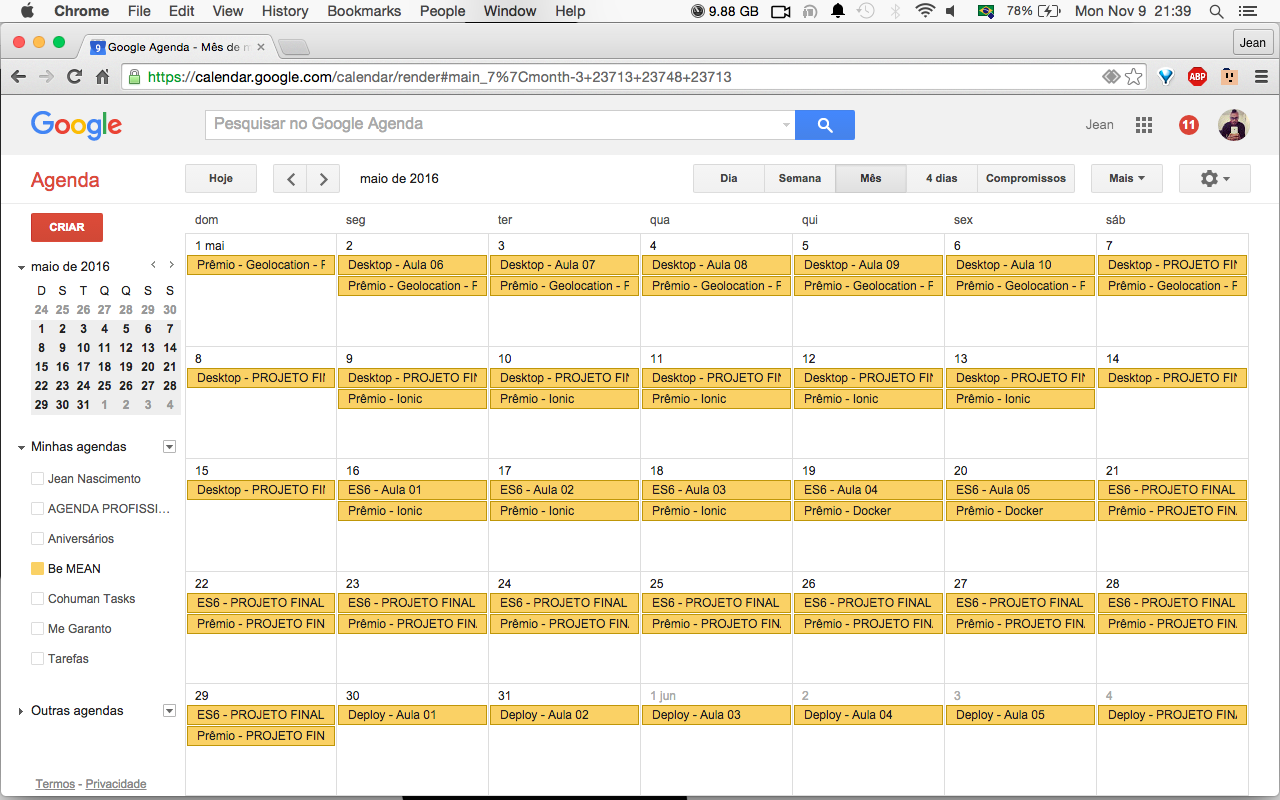 Chrome File Edit View History Bookmarks People Window Help 9.88 GB 78% Mon Nov 9 21:39
9 Google Agenda - Mês de m Jean
https://calendar.google.com/calendar/render#main_7%7Cmonth-3+23713+23748+23713 ABP
Google Pesquisar no Google Agenda Jean 11
Agenda Hoje maio de 2016 Dia Semana Mês 4 dias Compromissos Mais
CRIAR
maio de 2016
D S T Q Q S S
24 25 26 27 28 29 30
1 2 3 4 5 6 7
8 9 10 11 12 13 14
15 16 17 18 19 20 21
22 23 24 25 26 27 28
29 30 31 1 2 3 4
Minhas agendas
Jean Nascimento
AGENDA PROFISSI...
Aniversários
Be MEAN
Cohuman Tasks
Me Garanto
Tarefas
Outras agendas
Termos - Privacidade
dom seg ter qua qui sex sáb
1 mai 2 3 4 5 6 7
Prêmio - Geolocation - F Desktop - Aula 06 Desktop - Aula 07 Desktop - Aula 08 Desktop - Aula 09 Desktop - Aula 10 Desktop - PROJETO FIN
Prêmio - Geolocation - F Prêmio - Geolocation - F Prêmio - Geolocation - F Prêmio - Geolocation - F Prêmio - Geolocation - F Prêmio - Geolocation - F
8 9 10 11 12 13 14
Desktop - PROJETO FIN Desktop - PROJETO FIN Desktop - PROJETO FIN Desktop - PROJETO FIN Desktop - PROJETO FIN Desktop - PROJETO FIN Desktop - PROJETO FIN
Prêmio - Ionic Prêmio - Ionic Prêmio - Ionic Prêmio - Ionic Prêmio - Ionic
15 16 17 18 19 20 21
Desktop - PROJETO FIN ES6 - Aula 01 ES6 - Aula 02 ES6 - Aula 03 ES6 - Aula 04 ES6 - Aula 05 ES6 - PROJETO FINAL
Prêmio - Ionic Prêmio - Ionic Prêmio - Ionic Prêmio - Docker Prêmio - Docker Prêmio - PROJETO FINA
22 23 24 25 26 27 28
ES6 - PROJETO FINAL ES6 - PROJETO FINAL ES6 - PROJETO FINAL ES6 - PROJETO FINAL ES6 - PROJETO FINAL ES6 - PROJETO FINAL ES6 - PROJETO FINAL
Prêmio - PROJETO FIN Prêmio - PROJETO FINA Prêmio - PROJETO FINA Prêmio - PROJETO FINA Prêmio - PROJETO FINA Prêmio - PROJETO FINA Prêmio - PROJETO FINA
29 30 31 1 jun 2 3 4
ES6 - PROJETO FINAL Deploy - Aula 01 Deploy - Aula 02 Deploy - Aula 03 Deploy - Aula 04 Deploy - Aula 05 Deploy - PROJETO FINA
Prêmio - PROJETO FIN